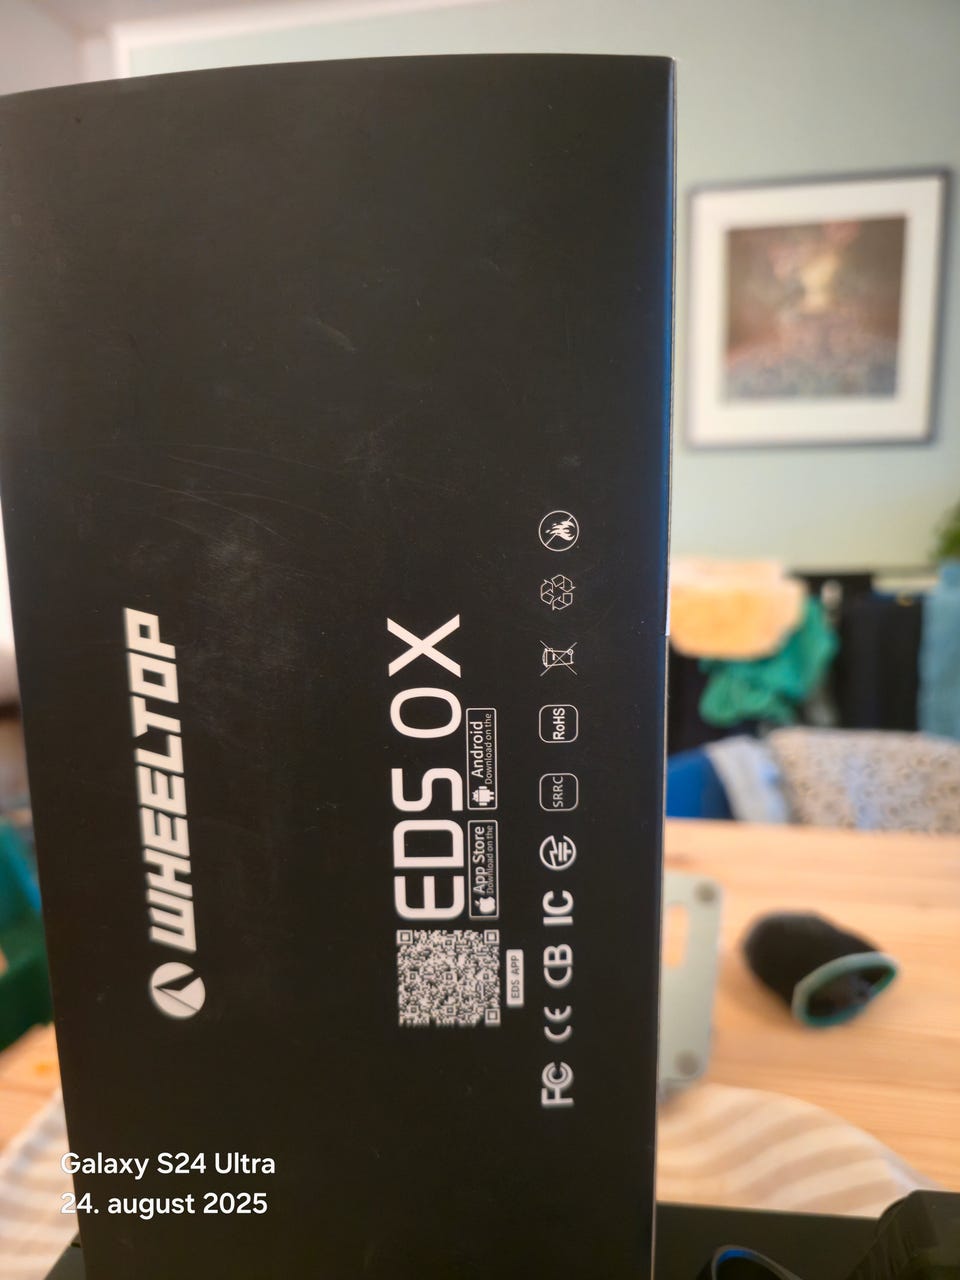 WHEELTOP
EDS OX
App Store
Download on the
Android
Download on the
EDS APP
FC CE CB IC SRRC RoHS
Galaxy S24 Ultra
24. august 2025